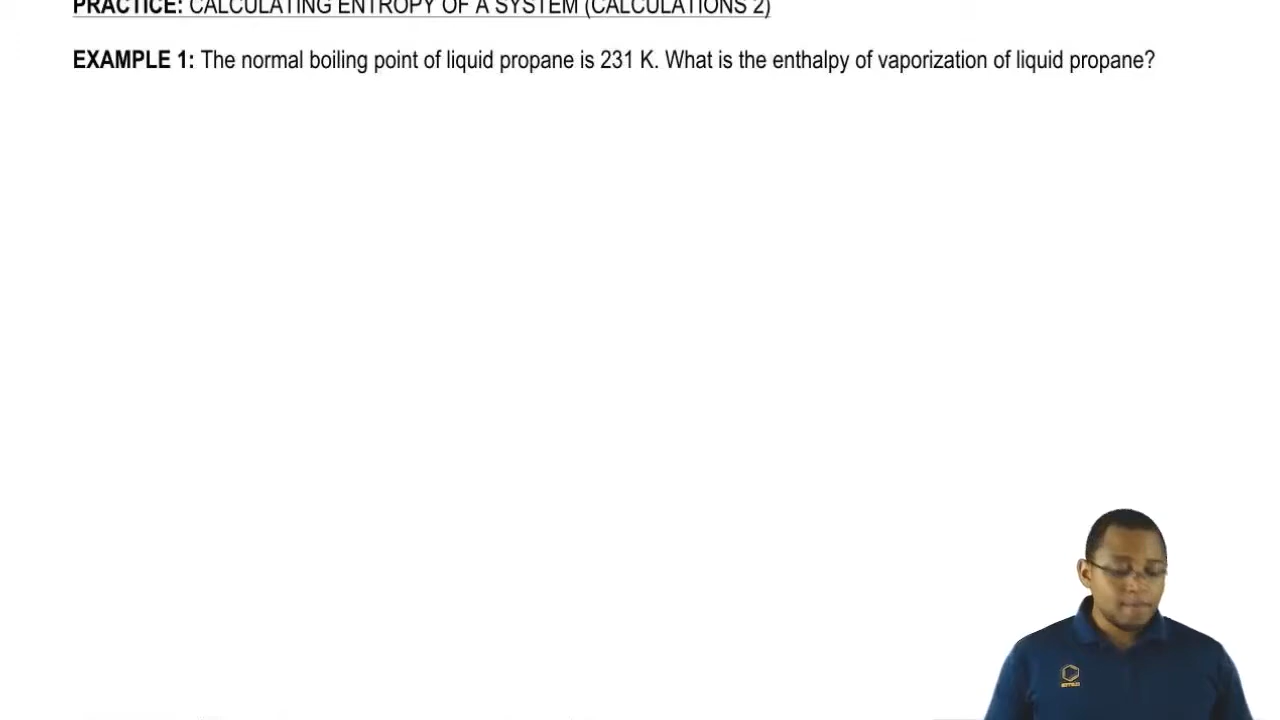 PRACTICE: CALCULATING ENTROPY OF A SYSTEM (CALCULATIONS 2)
EXAMPLE 1: The normal boiling point of liquid propane is 231 K. What is the enthalpy of vaporization of liquid propane?